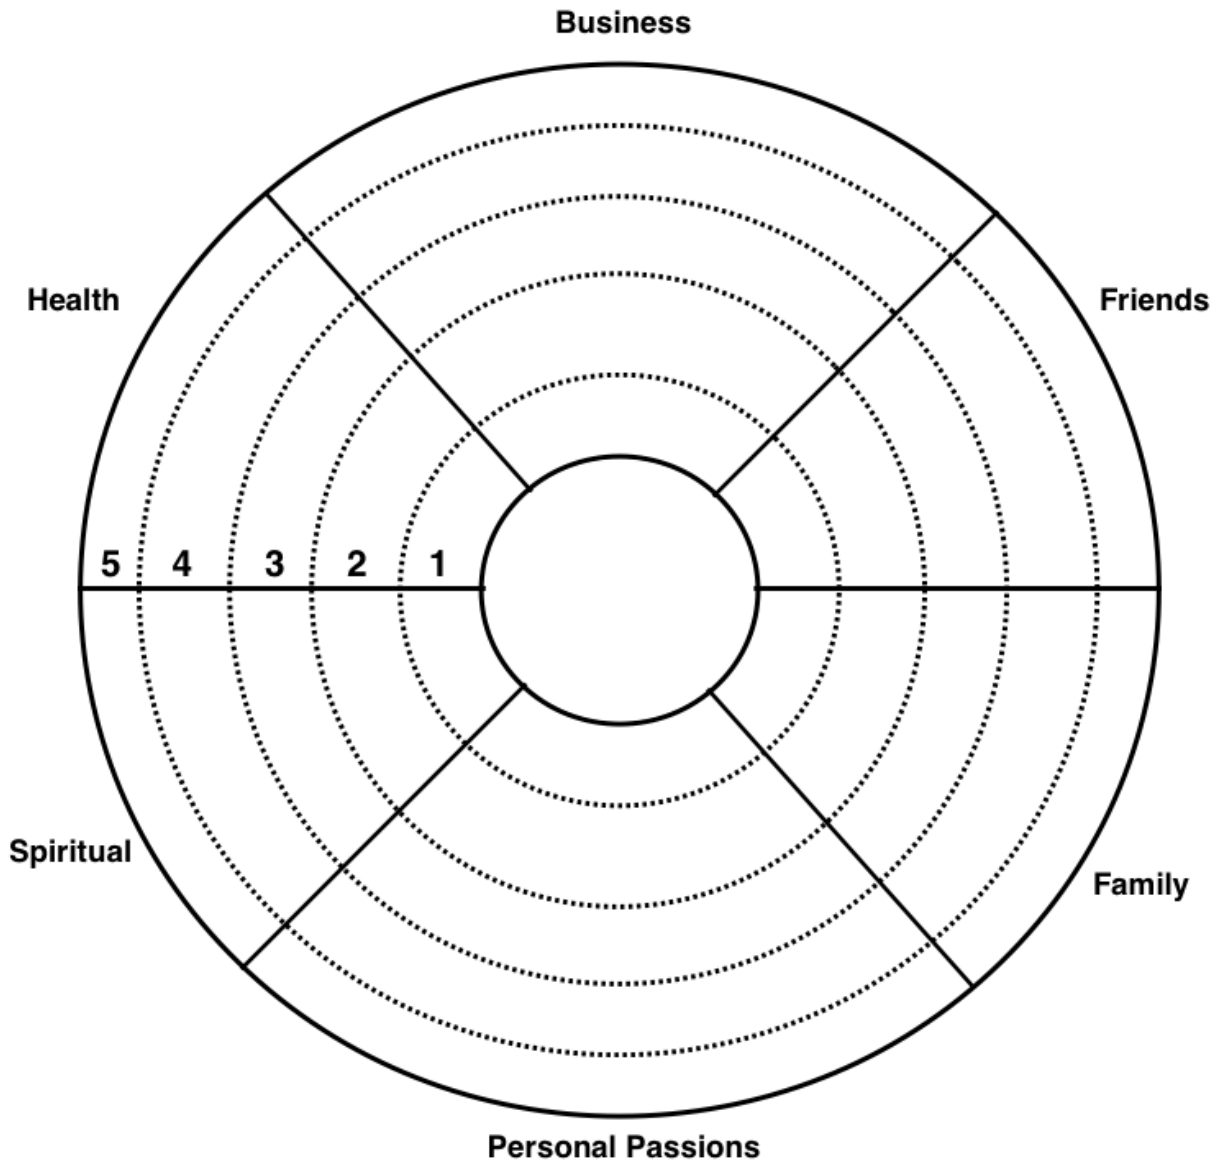 Business
Health
Friends
5 4 3 2 1
Spiritual
Family
Personal Passions